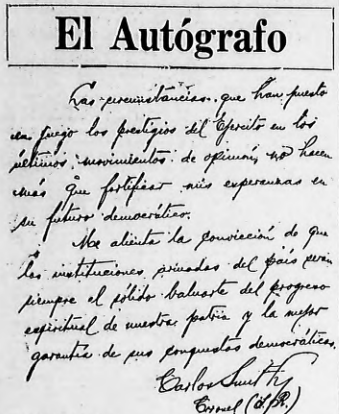 El Autógrafo
Las circunstancias que han puesto
en juego los prestigios del Ejército en los
últimos movimientos de opinión, no hacen
mas que fortificar mis esperanzas en
su futuro democrático.
Me alienta la convicción de que
las instituciones armadas del país serán
siempre el sólido baluarte del progreso
espiritual de nuestra patria y la mejor
garantía de sus conquistas democráticas.
Carlos Smith
Coronel (S/R.)